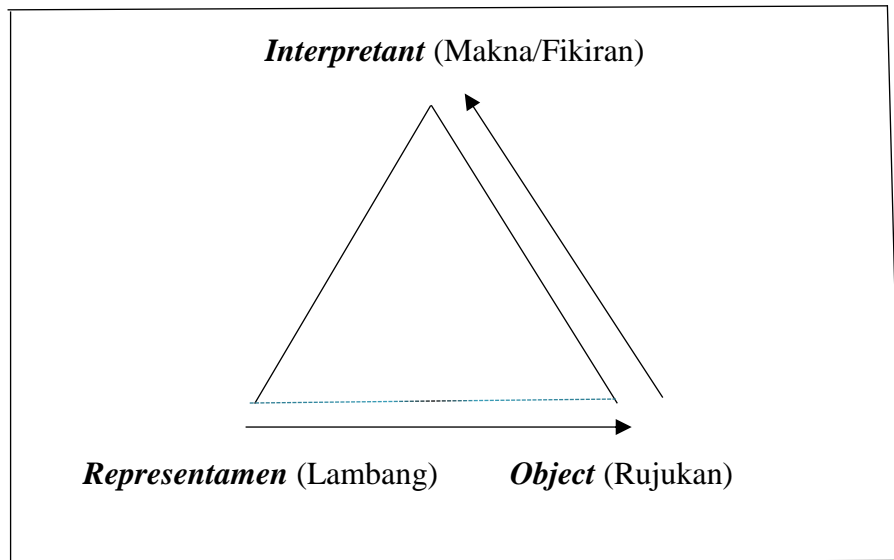 Interpretant (Makna/Fikiran)
Representamen (Lambang) Object (Rujukan)